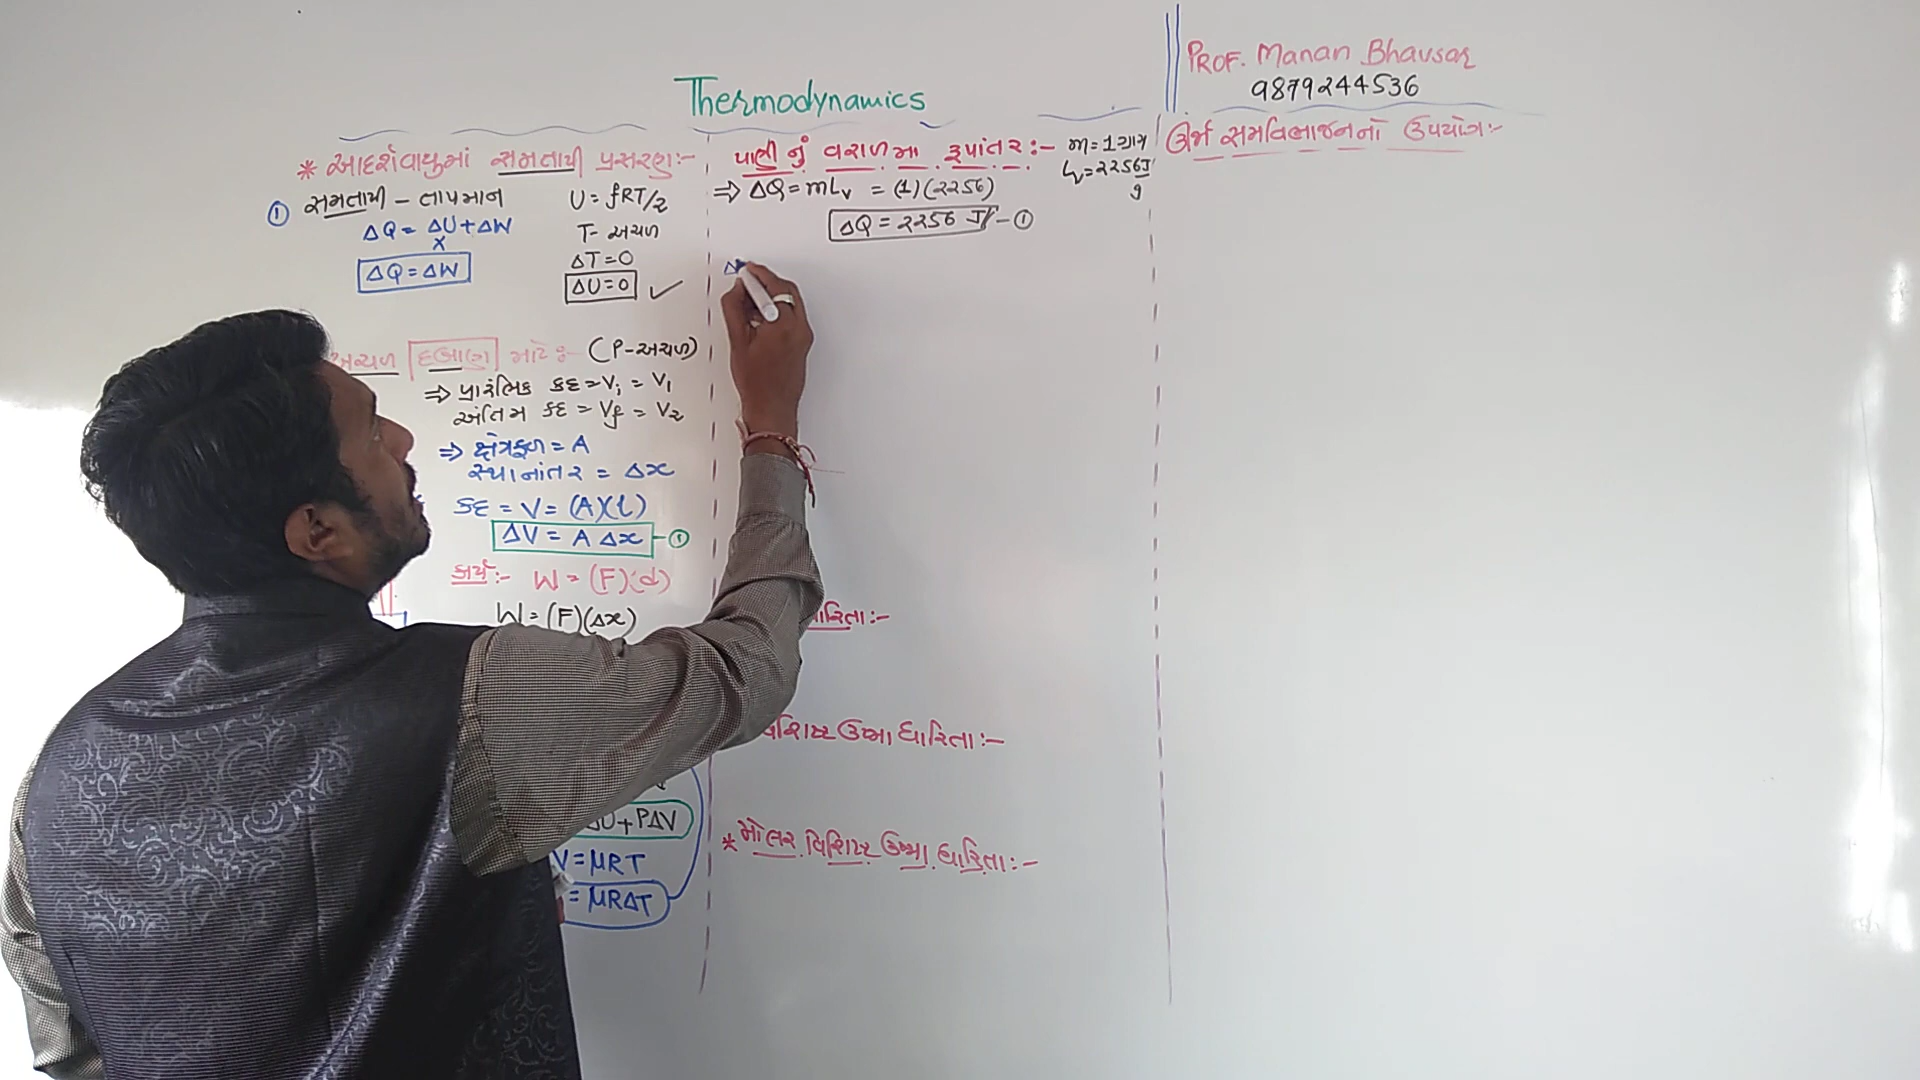 Thermodynamics
PROF. Manan Bhavsar
9879244536
* આદર્શવાયુમાં સમતાપી પ્રસરણ:-
① સમતાપી - તાપમાન
ΔQ = ΔU + ΔW
x
ΔQ = ΔW
U = fRT/2
T- અચળ
ΔT = 0
ΔU = 0 ✓
અચળ દબાણ માટે:- (P-અચળ)
⇒ પ્રારંભિક કદ = Vi = V1
અંતિમ કદ = Vf = V2
⇒ ક્ષેત્રફળ = A
સ્થાનાંતર = Δx
કદ = V = (A)(l)
ΔV = A Δx -①
કાર્ય:- W = (F)(d)
W = (F)(Δx)
ΔU + PΔV
V = μRT
= μRΔT
પાણીનું વરાળમા રૂપાંતર:-
m = 1ગ્રામ
Lv = 2256 J/g
⇒ ΔQ = mLv = (1)(2256)
ΔQ = 2256 J -①
Δ
ારિતા:-
વિશિષ્ટ ઉષ્મા ધારિતા:-
* મોલર વિશિષ્ટ ઉષ્મા ધારિતા:-
ઊર્જા સમવિભાજનનો ઉપયોગ:-